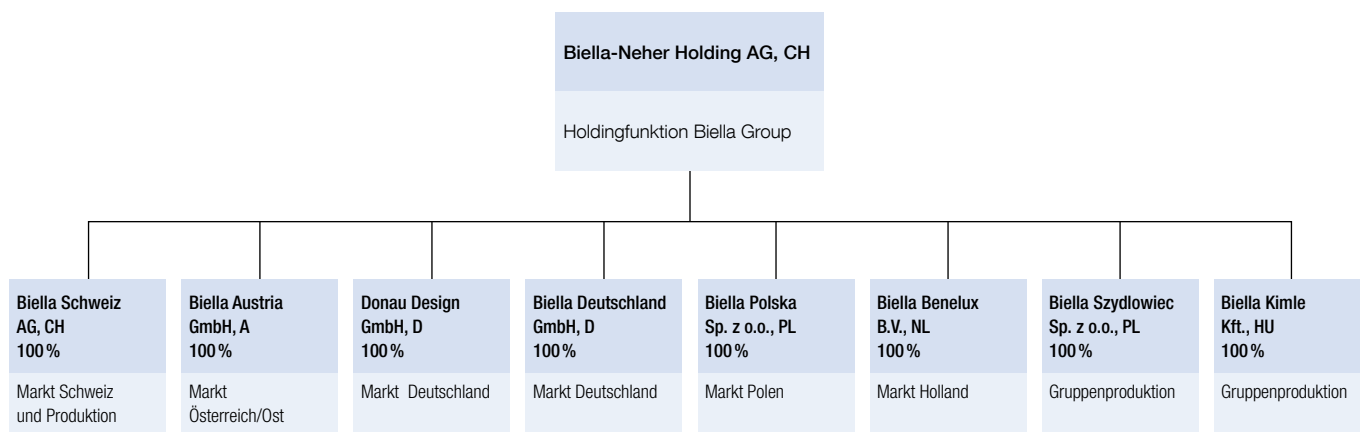 Biella-Neher Holding AG, CH
Holdingfunktion Biella Group
Biella Schweiz
AG, CH
100 %
Markt Schweiz
und Produktion
Biella Austria
GmbH, A
100 %
Markt
Österreich/Ost
Donau Design
GmbH, D
100 %
Markt Deutschland
Biella Deutschland
GmbH, D
100 %
Markt Deutschland
Biella Polska
Sp. z o.o., PL
100 %
Markt Polen
Biella Benelux
B.V., NL
100 %
Markt Holland
Biella Szydlowiec
Sp. z o.o., PL
100 %
Gruppenproduktion
Biella Kimle
Kft., HU
100 %
Gruppenproduktion